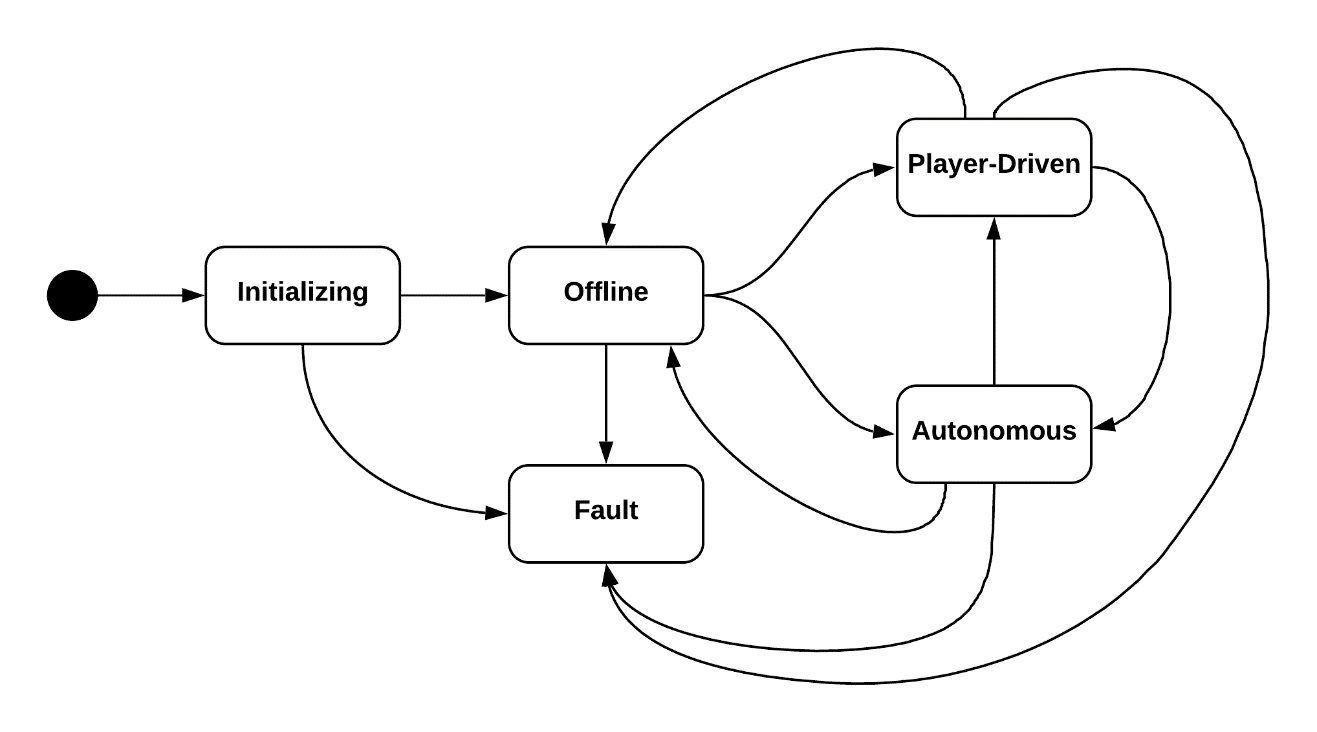 Player-Driven
Initializing
Offline
Autonomous
Fault